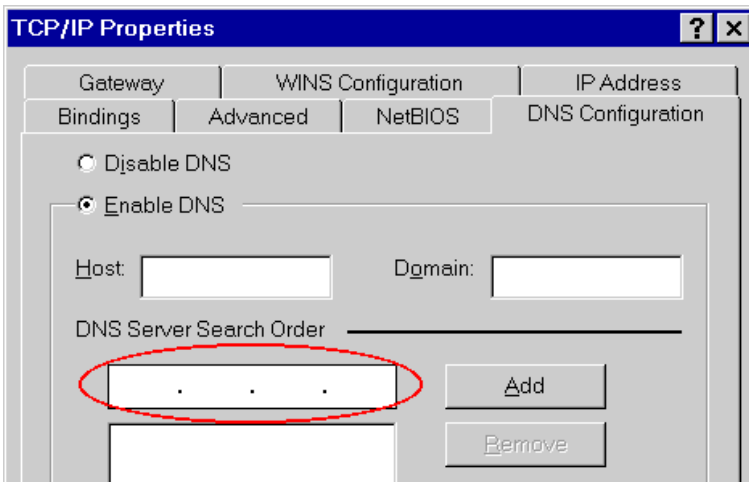 TCP/IP Properties ? ×
Gateway WINS Configuration IP Address
Bindings Advanced NetBIOS DNS Configuration
Disable DNS
Enable DNS
Host: Domain:
DNS Server Search Order
. . . Add
Remove